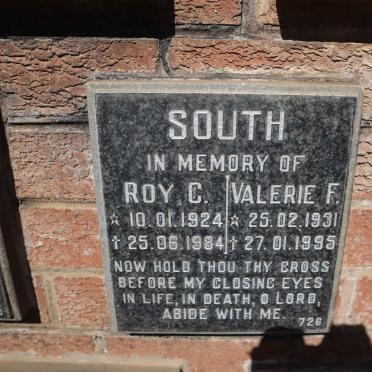 SOUTH
IN MEMORY OF
ROY C. VALERIE F.
☆ 10.01.1924 ☆ 25.02.1931
† 25.06.1984 † 27.01.1995
NOW HOLD THOU THY CROSS
BEFORE MY CLOSING EYES
IN LIFE, IN DEATH, O LORD,
ABIDE WITH ME.
726